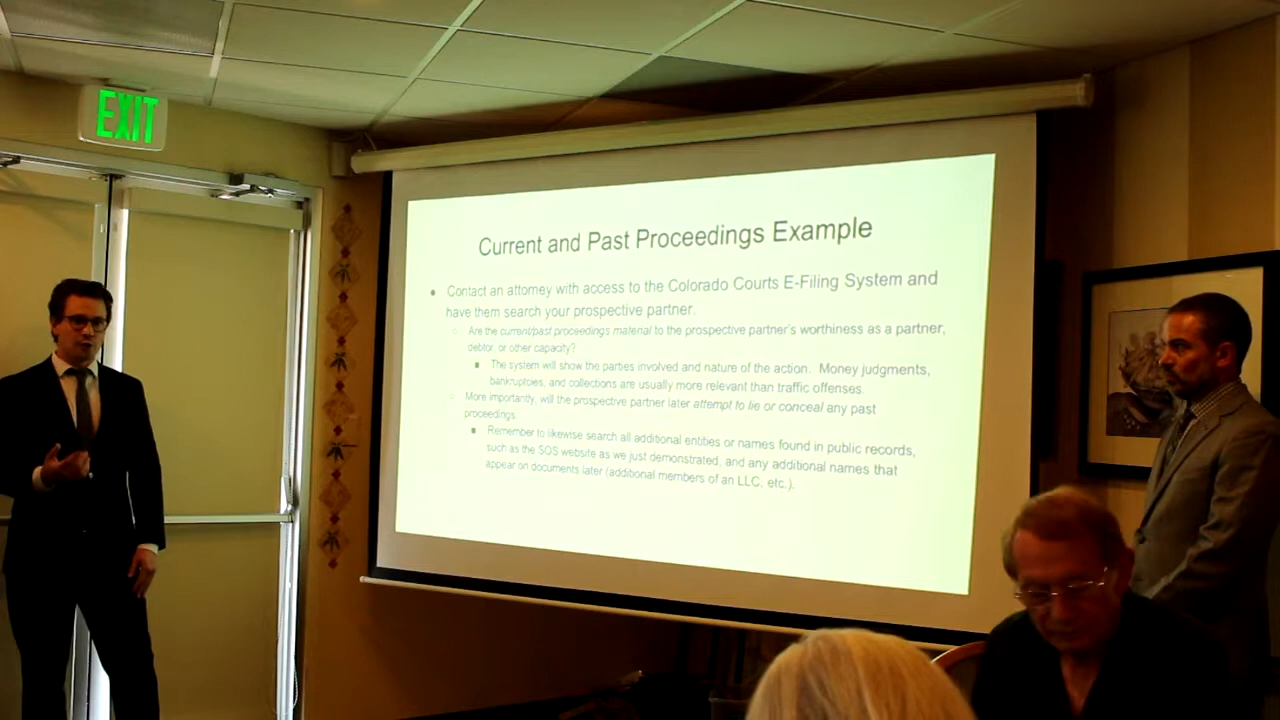 EXIT
Current and Past Proceedings Example
● Contact an attorney with access to the Colorado Courts E-Filing System and
have them search your prospective partner.
○ Are the current/past proceedings material to the prospective partner's worthiness as a partner,
debtor, or other capacity?
■ The system will show the parties involved and nature of the action. Money judgments,
bankruptcies, and collections are usually more relevant than traffic offenses.
○ More importantly, will the prospective partner later attempt to lie or conceal any past
proceedings.
■ Remember to likewise search all additional entities or names found in public records,
such as the SOS website as we just demonstrated, and any additional names that
appear on documents later (additional members of an LLC, etc.).